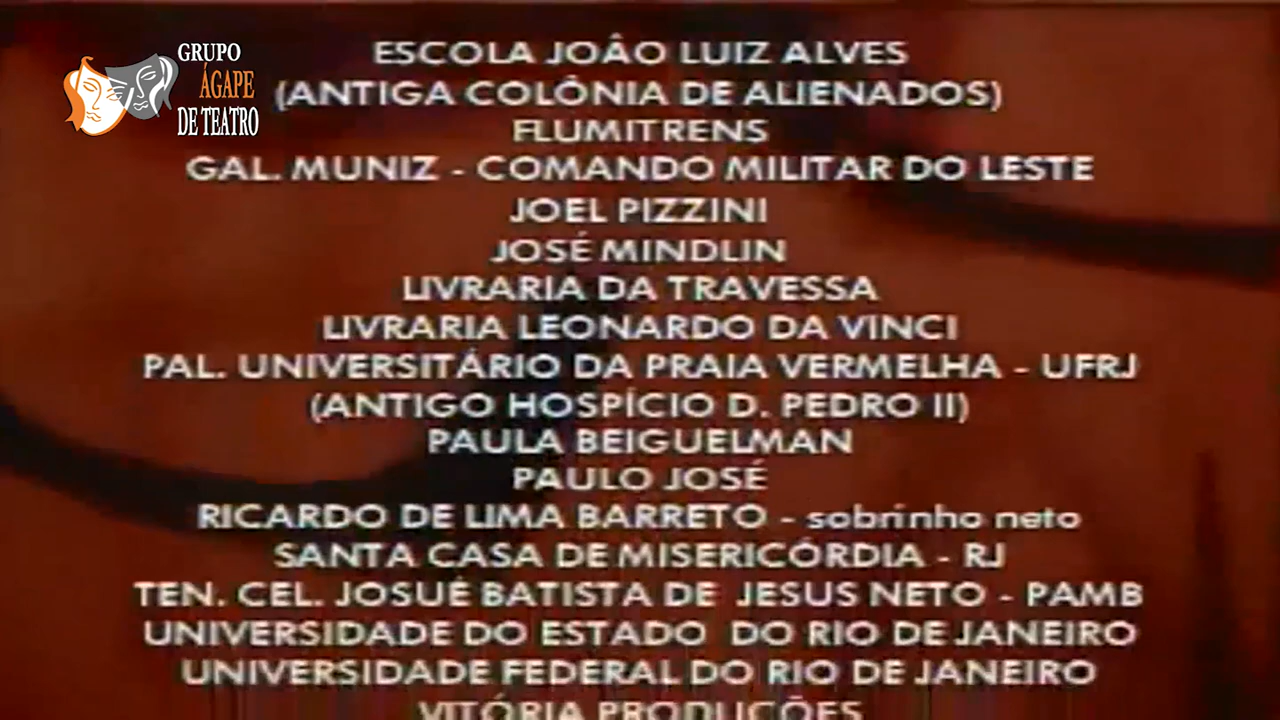 GRUPO
ÁGAPE
DE TEATRO
ESCOLA JOÂO LUIZ ALVES
(ANTIGA COLÔNIA DE ALIENADOS)
FLUMITRENS
GAL. MUNIZ - COMANDO MILITAR DO LESTE
JOEL PIZZINI
JOSÉ MINDLIN
LIVRARIA DA TRAVESSA
LIVRARIA LEONARDO DA VINCI
PAL. UNIVERSITÁRIO DA PRAIA VERMELHA - UFRJ
(ANTIGO HOSPÍCIO D. PEDRO II)
PAULA BEIGUELMAN
PAULO JOSÉ
RICARDO DE LIMA BARRETO - sobrinho neto
SANTA CASA DE MISERICÓRDIA - RJ
TEN. CEL. JOSUÉ BATISTA DE JESUS NETO - PAMB
UNIVERSIDADE DO ESTADO DO RIO DE JANEIRO
UNIVERSIDADE FEDERAL DO RIO DE JANEIRO
VITÓRIA PRODUÇÕES